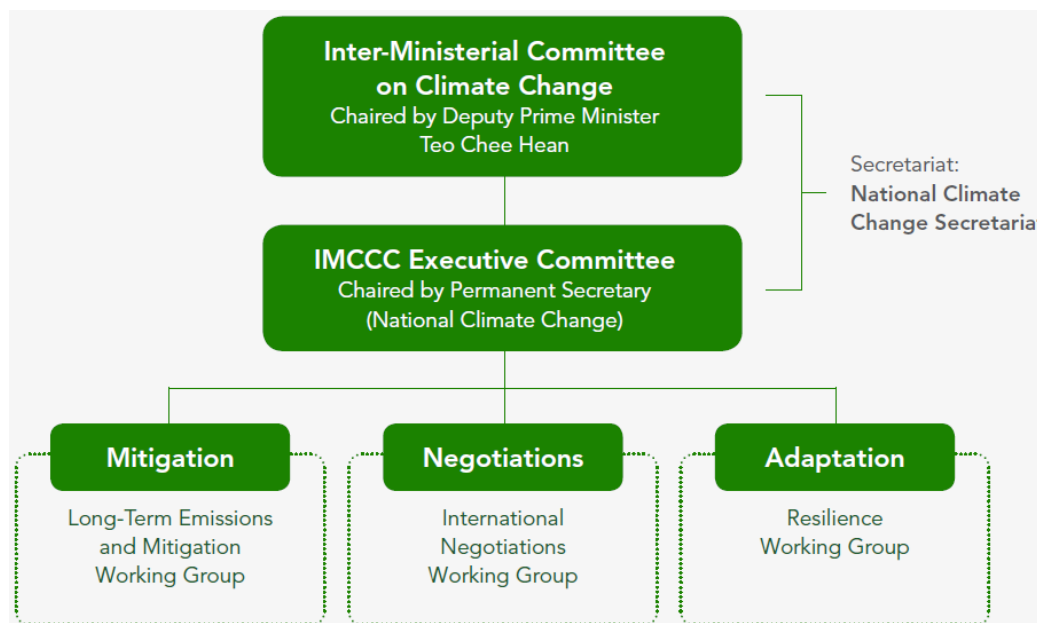 Inter-Ministerial Committee
on Climate Change
Chaired by Deputy Prime Minister
Teo Chee Hean
Secretariat:
National Climate
Change Secretaria
IMCCC Executive Committee
Chaired by Permanent Secretary
(National Climate Change)
Mitigation
Long-Term Emissions
and Mitigation
Working Group
Negotiations
International
Negotiations
Working Group
Adaptation
Resilience
Working Group